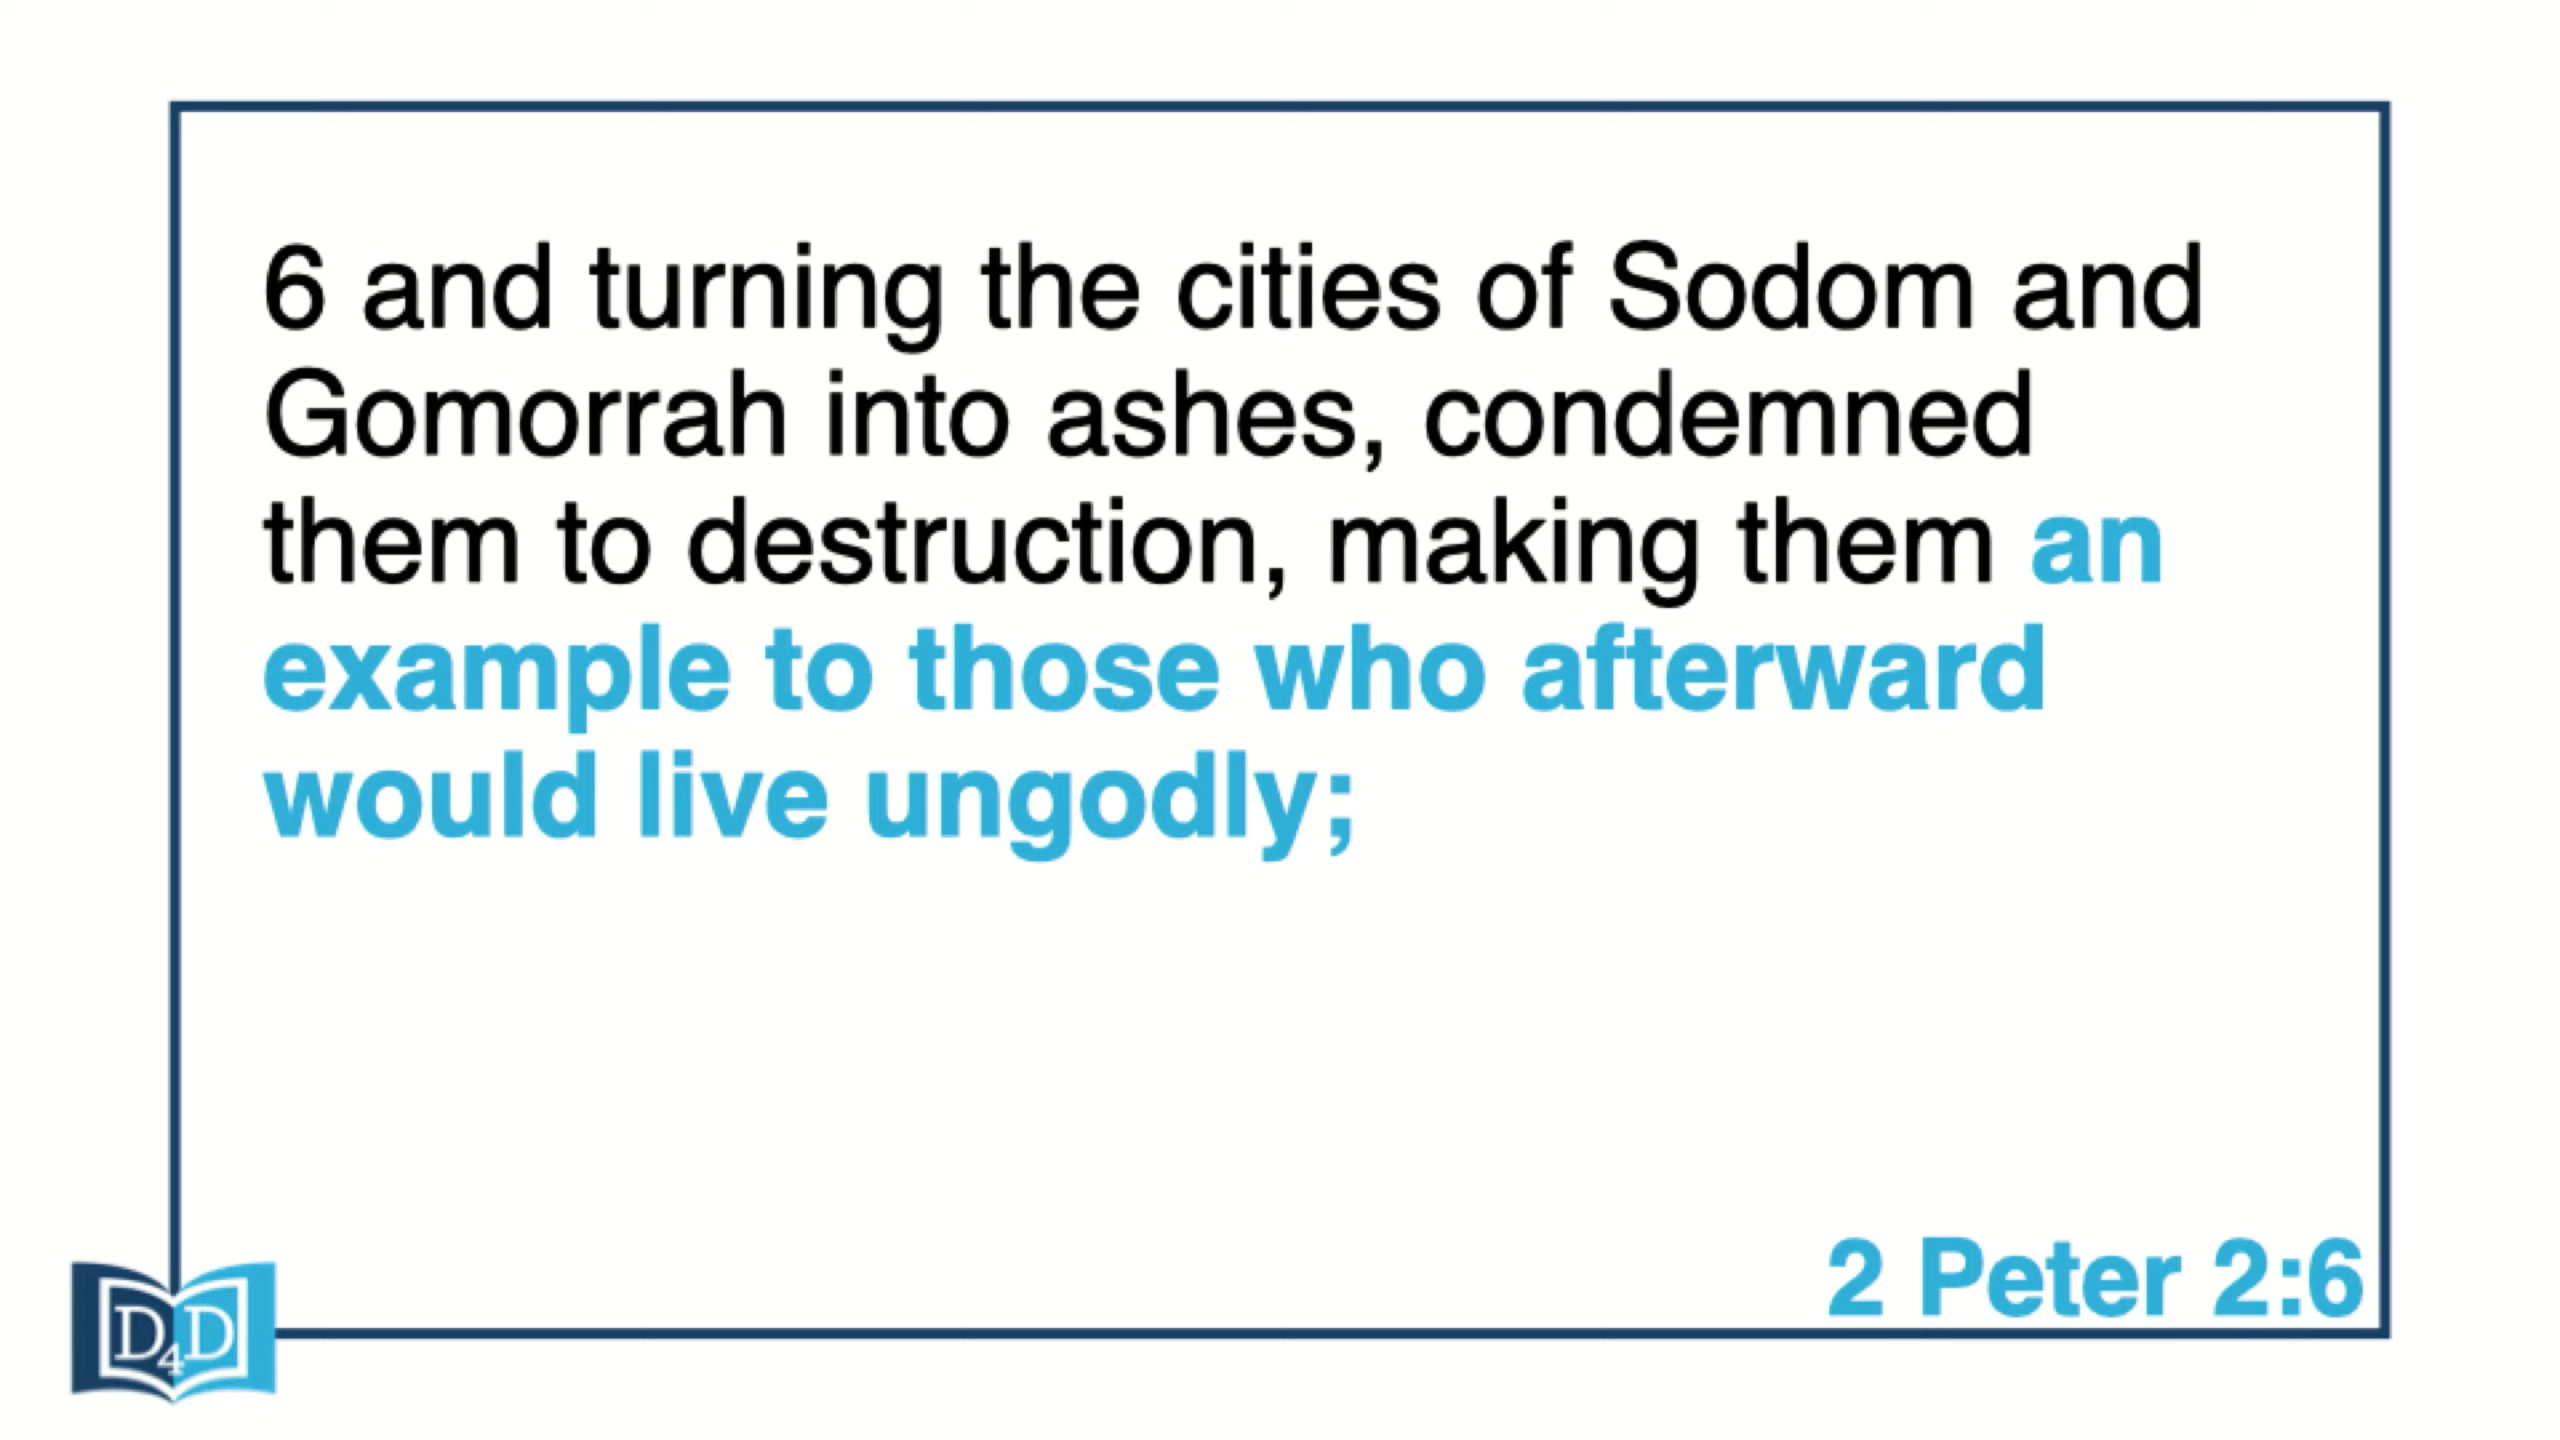 6 and turning the cities of Sodom and
Gomorrah into ashes, condemned
them to destruction, making them an
example to those who afterward
would live ungodly;
2 Peter 2:6
D4D